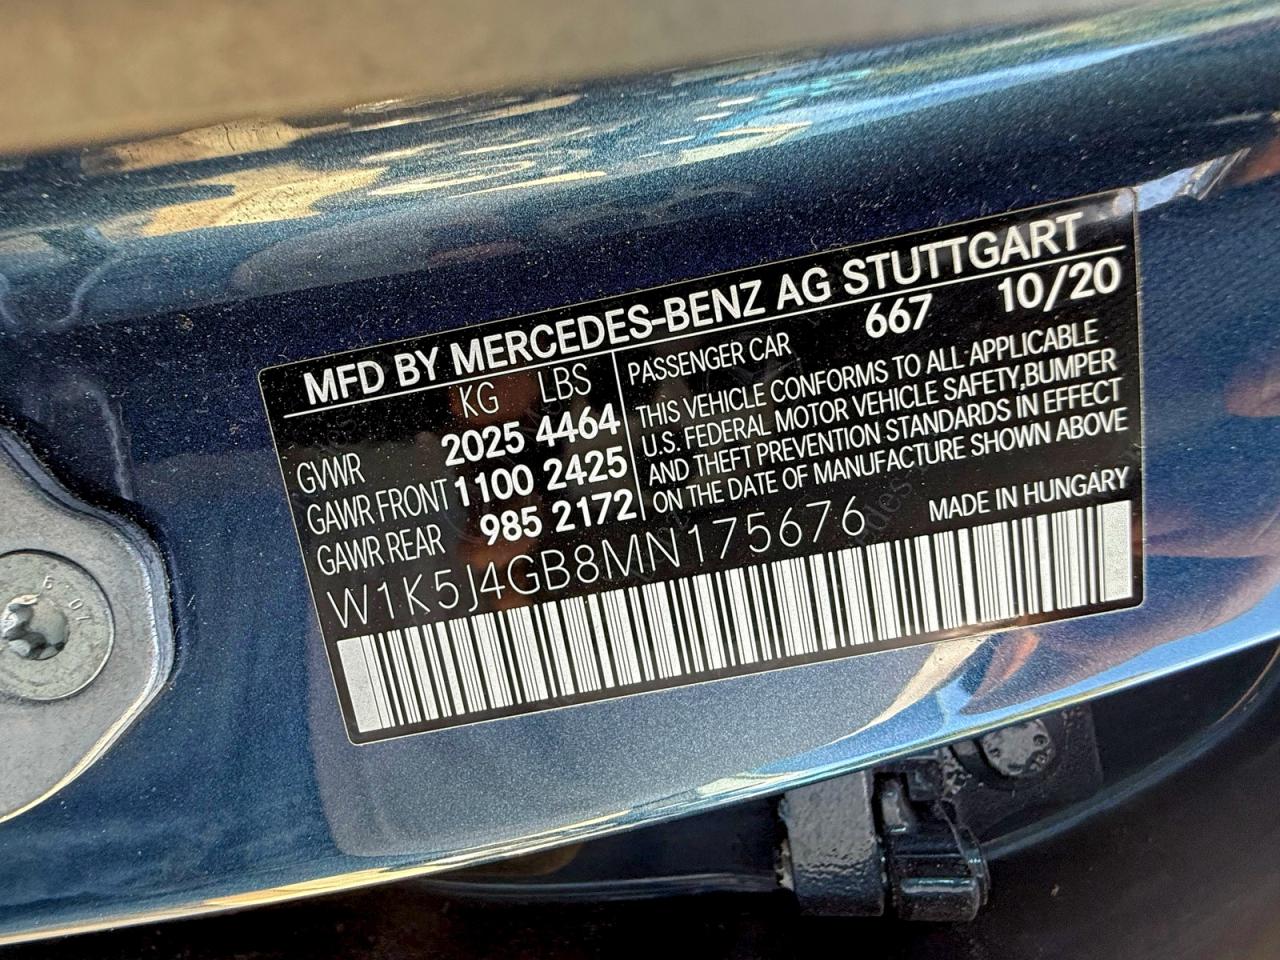 MFD BY MERCEDES-BENZ AG STUTTGART
KG LBS
GVWR 2025 4464
GAWR FRONT 1100 2425
GAWR REAR 985 2172
PASSENGER CAR 667 10/20
THIS VEHICLE CONFORMS TO ALL APPLICABLE
U.S. FEDERAL MOTOR VEHICLE SAFETY,BUMPER
AND THEFT PREVENTION STANDARDS IN EFFECT
ON THE DATE OF MANUFACTURE SHOWN ABOVE
MADE IN HUNGARY
W1K5J4GB8MN175676